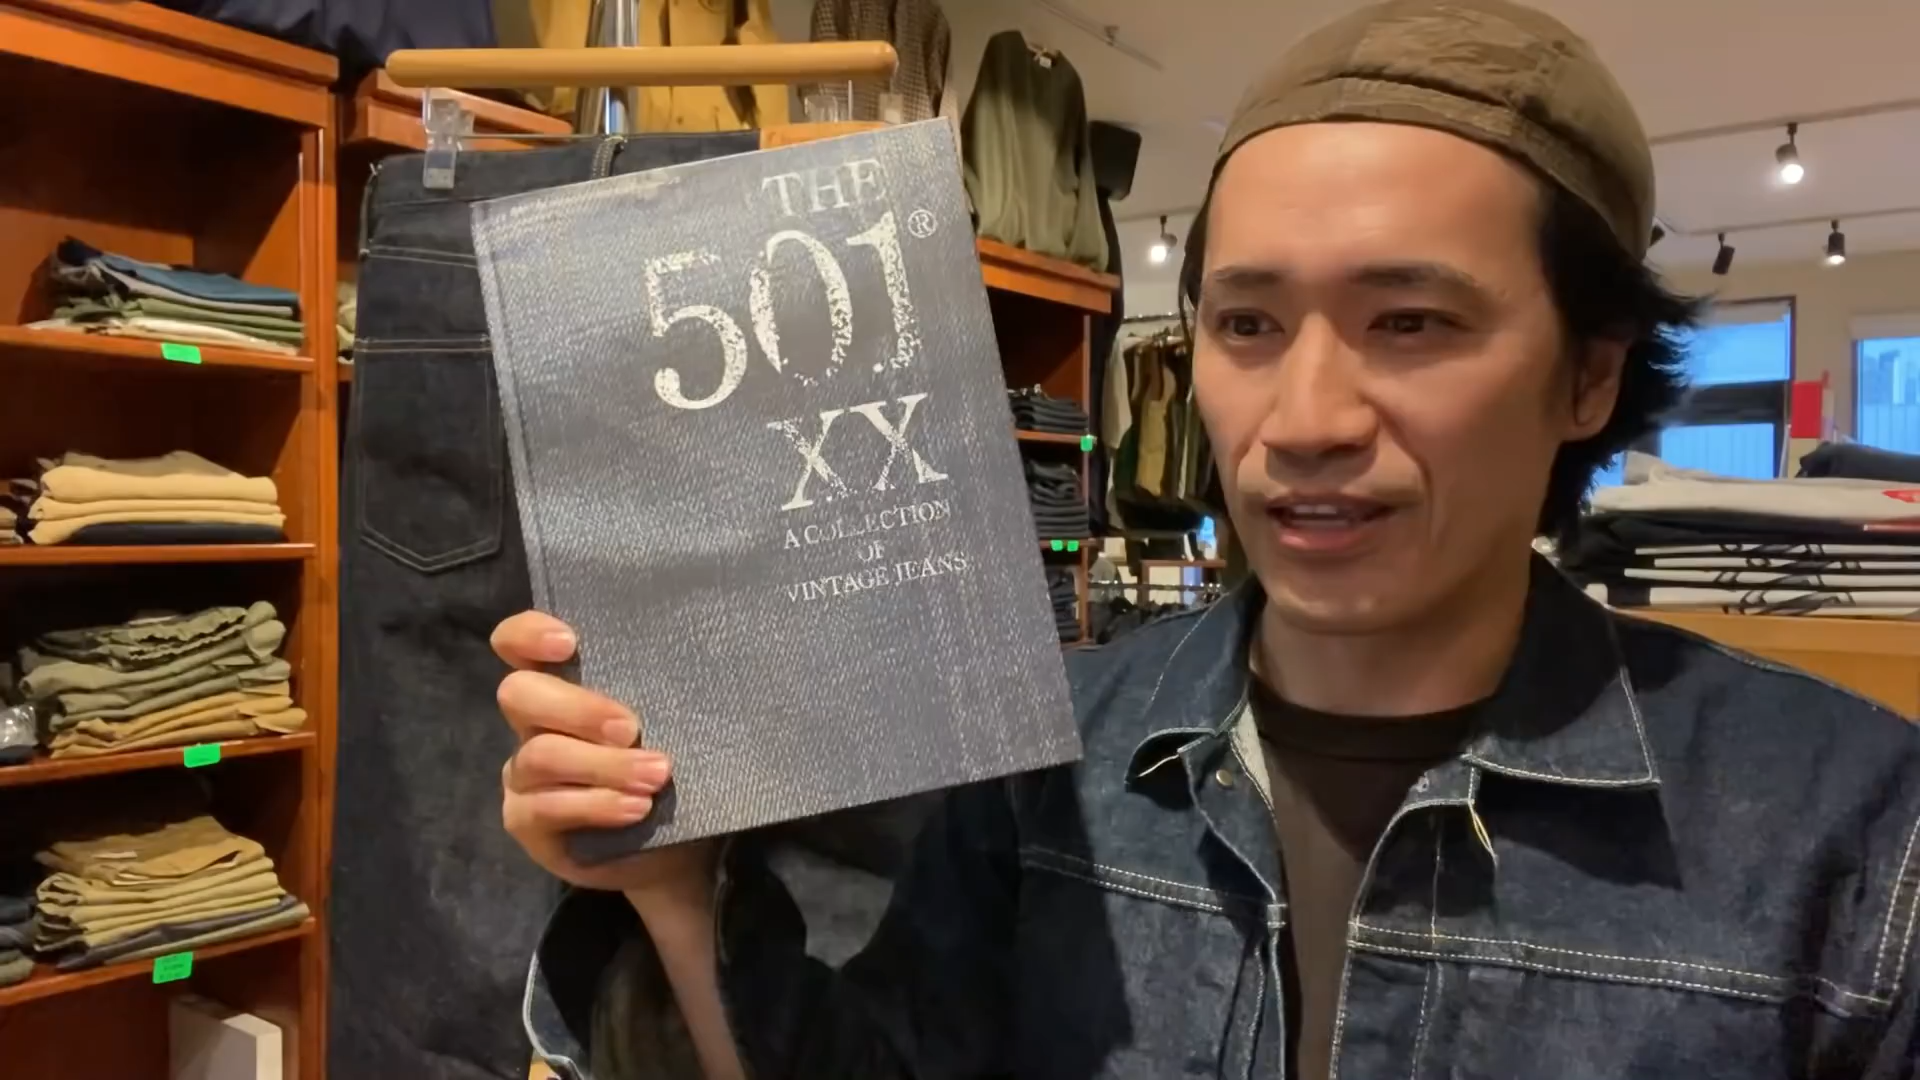 THE
501®
XX
A COLLECTION
OF
VINTAGE JEANS